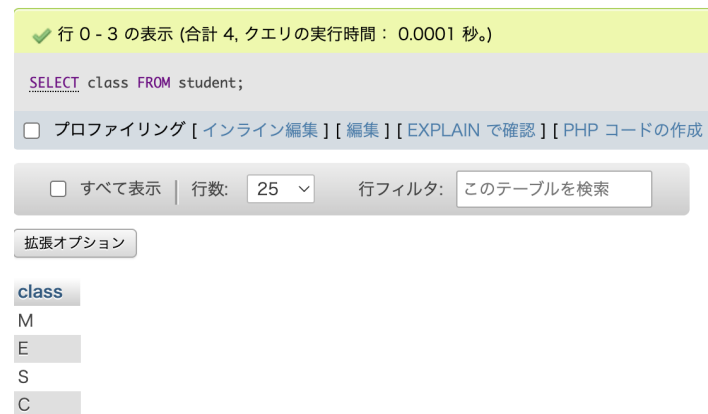 行 0 - 3 の表示 (合計 4, クエリの実行時間： 0.0001 秒。)
SELECT class FROM student;
プロファイリング [ インライン編集 ] [ 編集 ] [ EXPLAIN で確認 ] [ PHP コードの作成
すべて表示 | 行数: 25 行フィルタ: このテーブルを検索
拡張オプション
class
M
E
S
C